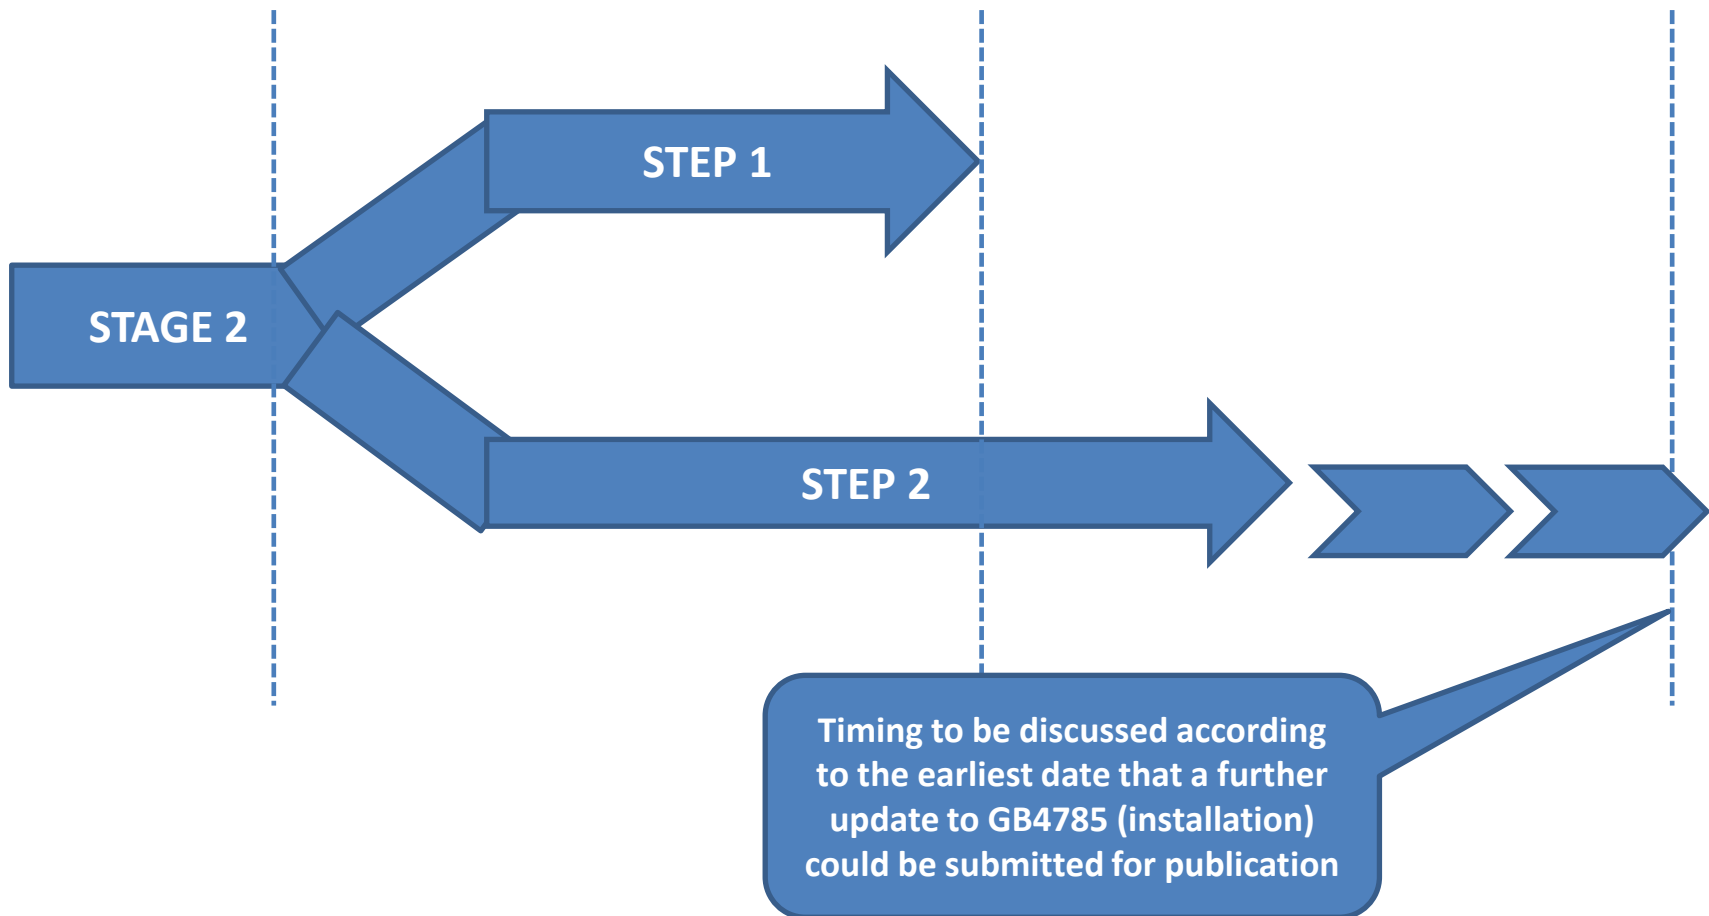 STEP 1
STAGE 2
STEP 2
Timing to be discussed according
to the earliest date that a further
update to GB4785 (installation)
could be submitted for publication